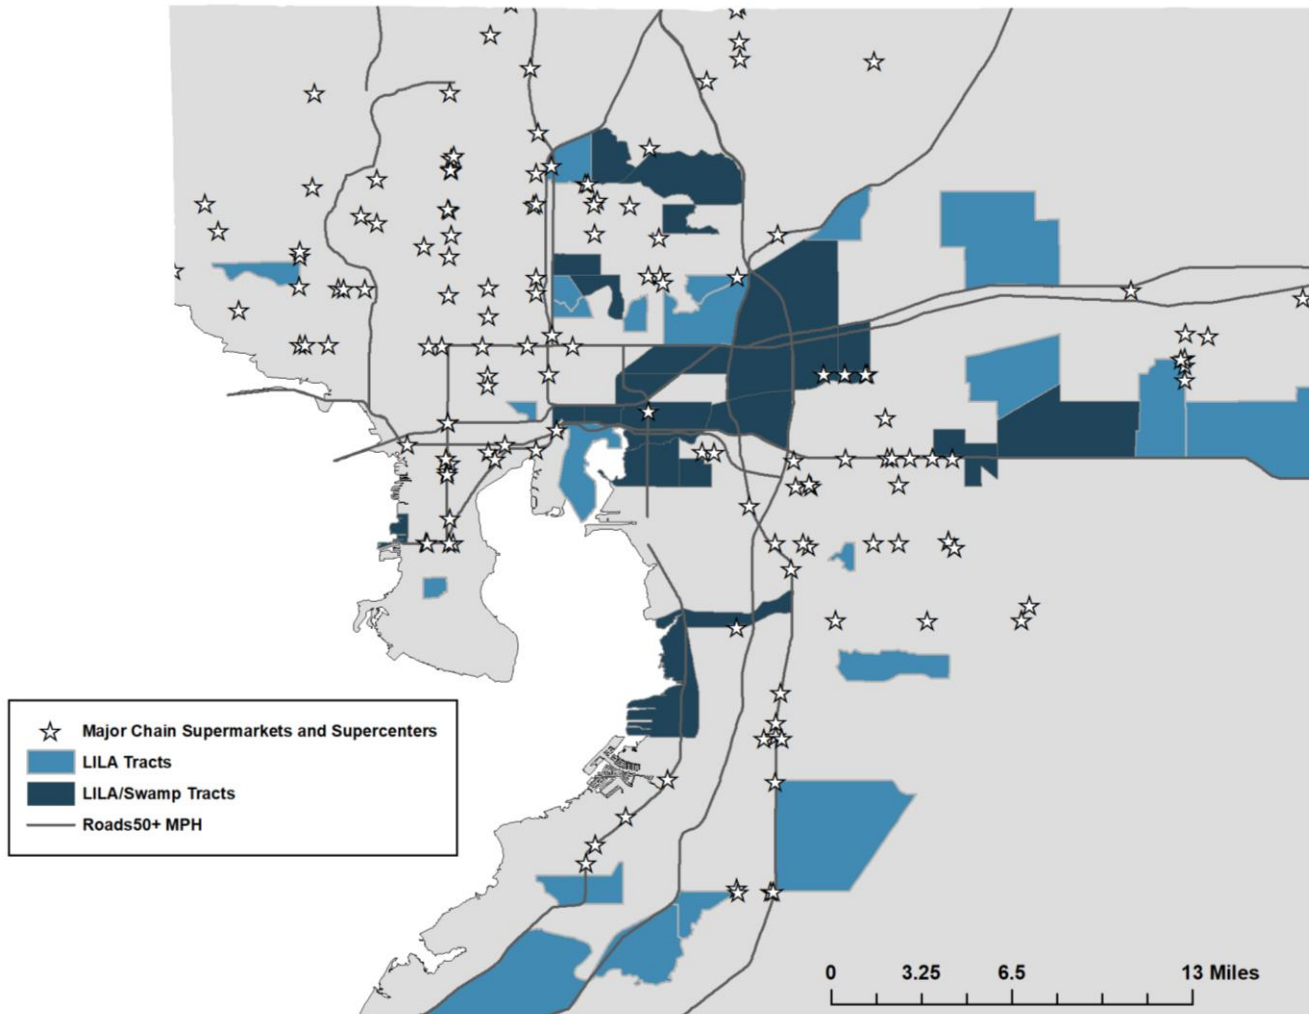 Major Chain Supermarkets and Supercenters
LILA Tracts
LILA/Swamp Tracts
Roads50+ MPH
0 3.25 6.5 13 Miles